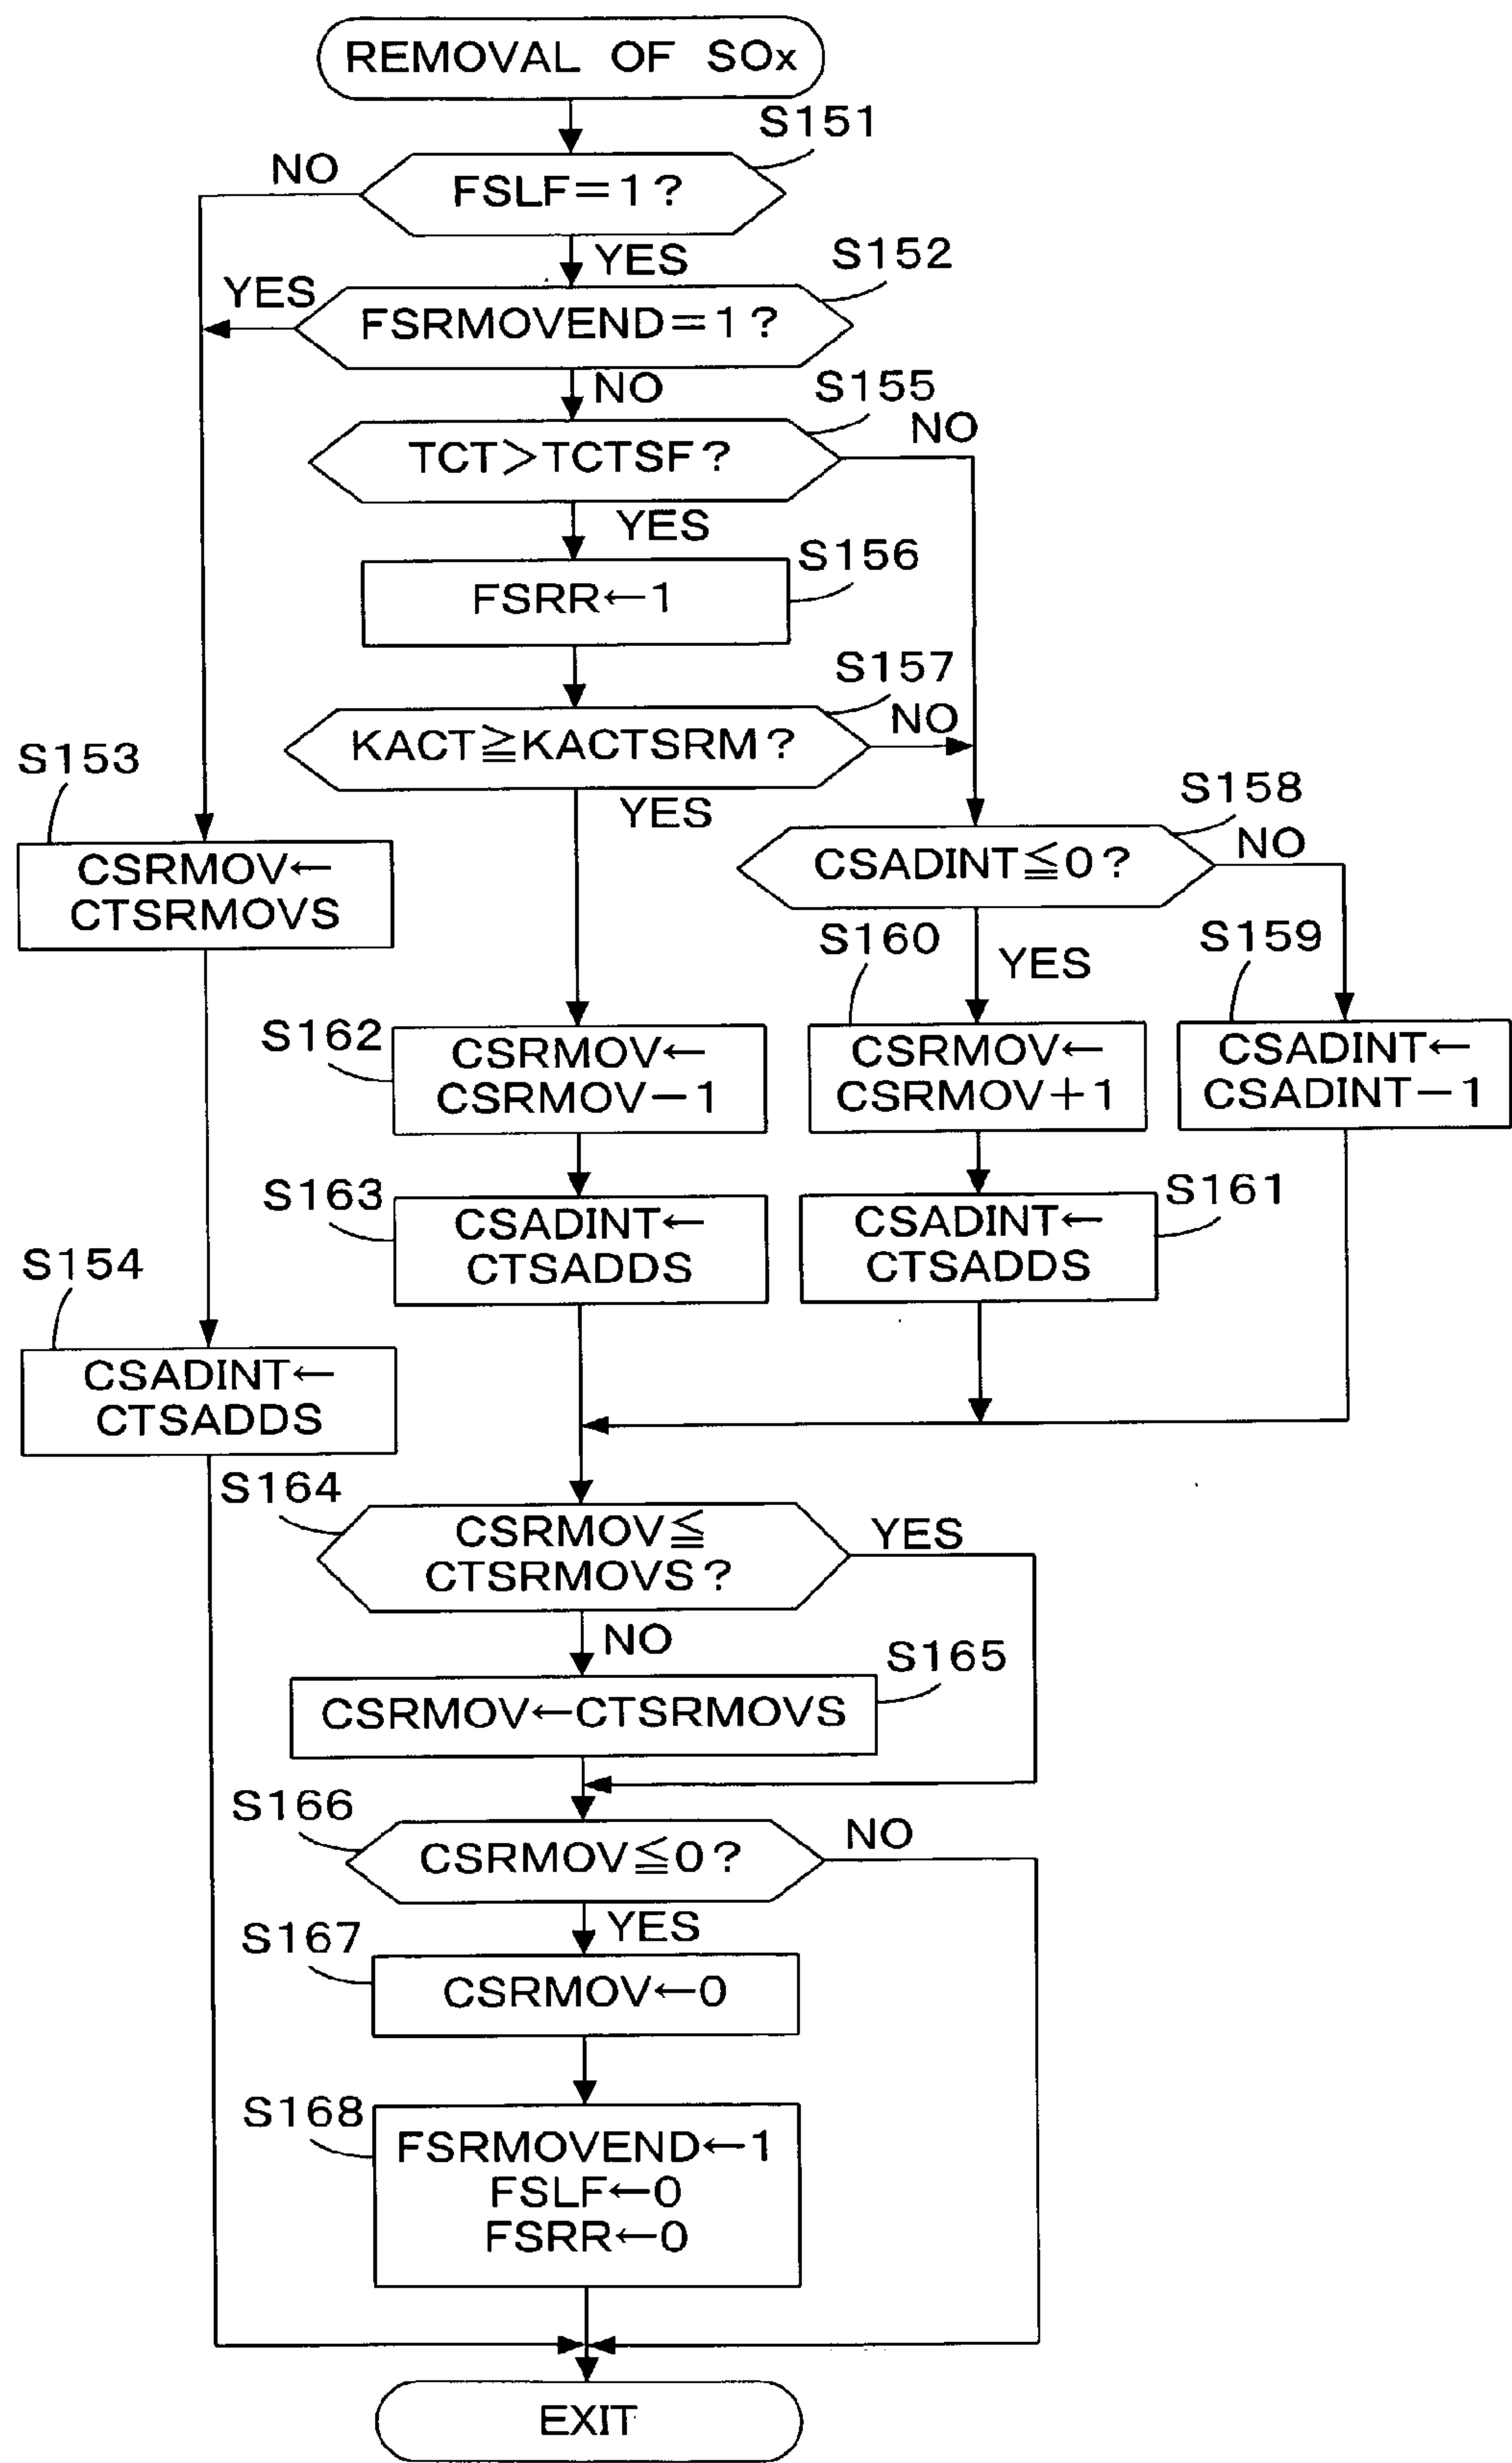 REMOVAL OF SOx
S151
NO
FSLF=1?
YES
S152
YES
FSRMOVEND=1?
NO
S155
NO
TCT>TCTSF?
YES
S156
FSRR←1
S157
NO
KACT≧KACTSRM?
YES
S153
CSRMOV←
CTSRMOVS
S158
NO
CSADINT≦0?
S160
YES
S159
S162
CSRMOV←
CSRMOV−1
CSRMOV←
CSRMOV+1
CSADINT←
CSADINT−1
S163
CSADINT←
CTSADDS
S161
CSADINT←
CTSADDS
S154
CSADINT←
CTSADDS
S164
CSRMOV≦
CTSRMOVS?
YES
NO
S165
CSRMOV←CTSRMOVS
S166
CSRMOV≦0?
NO
YES
S167
CSRMOV←0
S168
FSRMOVEND←1
FSLF←0
FSRR←0
EXIT